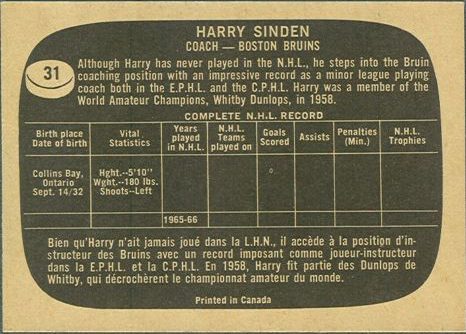 HARRY SINDEN
COACH — BOSTON BRUINS
31
Although Harry has never played in the N.H.L., he steps into the Bruin
coaching position with an impressive record as a minor league playing
coach both in the E.P.H.L. and the C.P.H.L. Harry was a member of the
World Amateur Champions, Whitby Dunlops, in 1958.
COMPLETE N.H.L. RECORD
Birth place
Date of birth
Vital
Statistics
Years
played
in N.H.L.
N.H.L.
Teams
played on
Goals
Scored
Assists
Penalties
(Min.)
N.H.L.
Trophies
Collins Bay,
Ontario
Sept. 14/32
Hght.--5'10"
Wght.--180 lbs.
Shoots--Left
1965-66
Bien qu'Harry n'ait jamais joué dans la L.H.N., il accède à la position d'ins-
tructeur des Bruins avec un record imposant comme joueur-instructeur
dans la E.P.H.L. et la C.P.H.L. En 1958, Harry fit partie des Dunlops de
Whitby, qui décrochèrent le championnat amateur du monde.
Printed in Canada